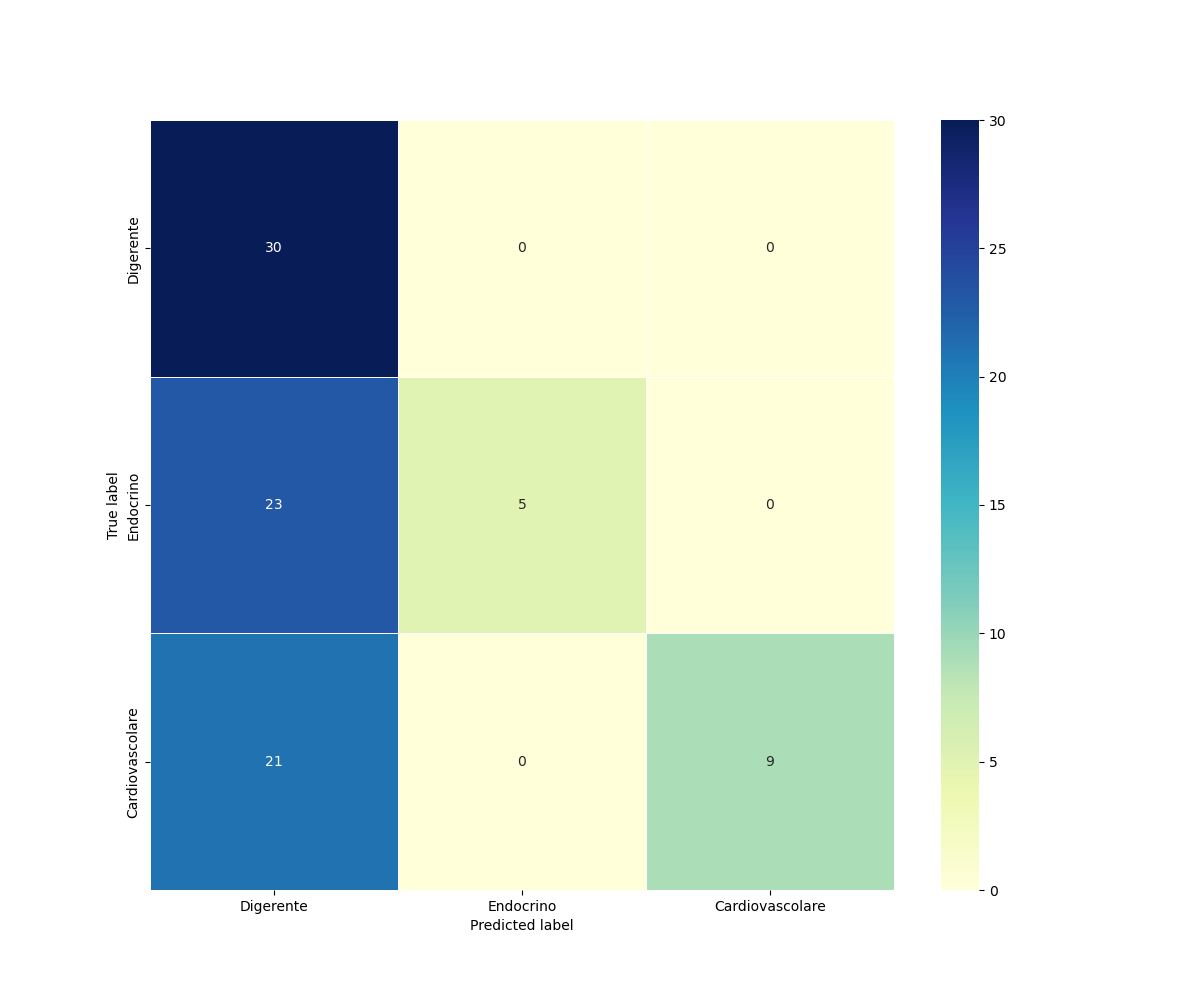 True label
Digerente
Endocrino
Cardiovascolare
30 0 0
23 5 0
21 0 9
Digerente Endocrino Cardiovascolare
Predicted label
30
25
20
15
10
5
0